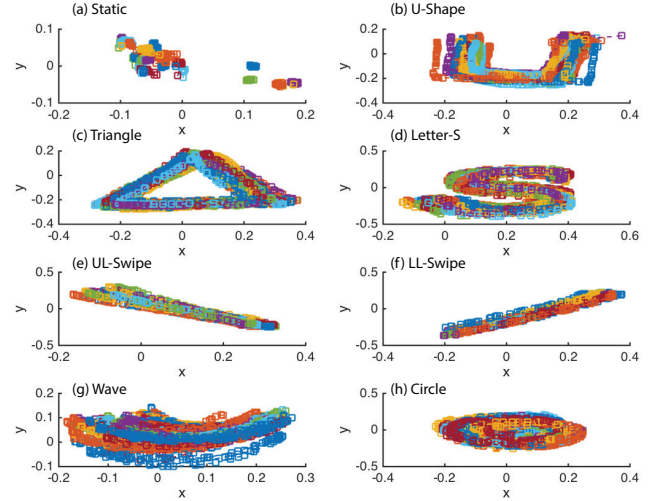 (a) Static
0.1
0
-0.1
y
-0.2 -0.1 0 0.1 0.2
x
(b) U-Shape
0.2
0
-0.2
-0.4
y
-0.4 -0.2 0 0.2 0.4
x
(c) Triangle
0.2
0
-0.2
-0.4
y
-0.4 -0.2 0 0.2 0.4
x
(d) Letter-S
0.5
0
-0.5
y
-0.2 0 0.2 0.4 0.6
x
(e) UL-Swipe
0.5
0
-0.5
y
-0.2 0 0.2 0.4
x
(f) LL-Swipe
0.5
0
-0.5
y
-0.4 -0.2 0 0.2 0.4
x
(g) Wave
0.2
0.1
0
-0.1
y
-0.2 -0.1 0 0.1 0.2 0.3
x
(h) Circle
0.5
0
-0.5
y
-0.4 -0.2 0 0.2 0.4
x